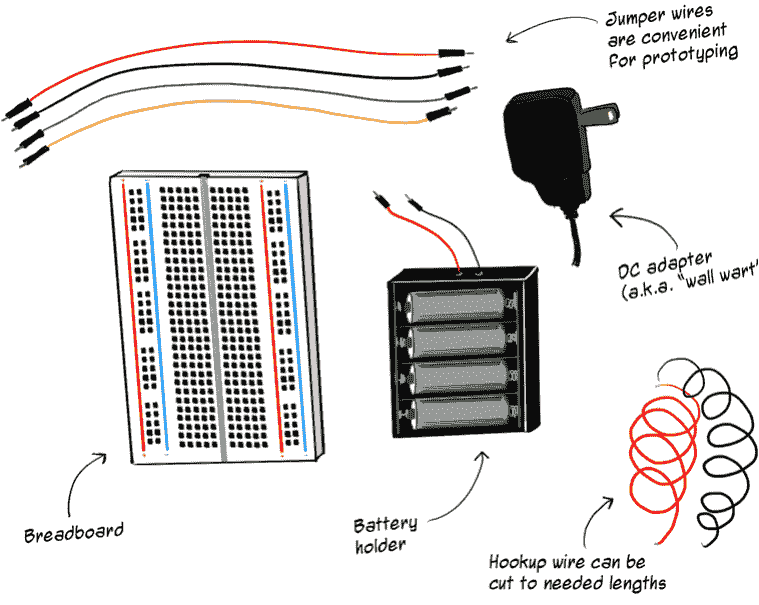 Jumper wires
are convenient
for prototyping
DC adapter
(a.k.a. "wall wart"
Breadboard
Battery
holder
Hookup wire can be
cut to needed lengths